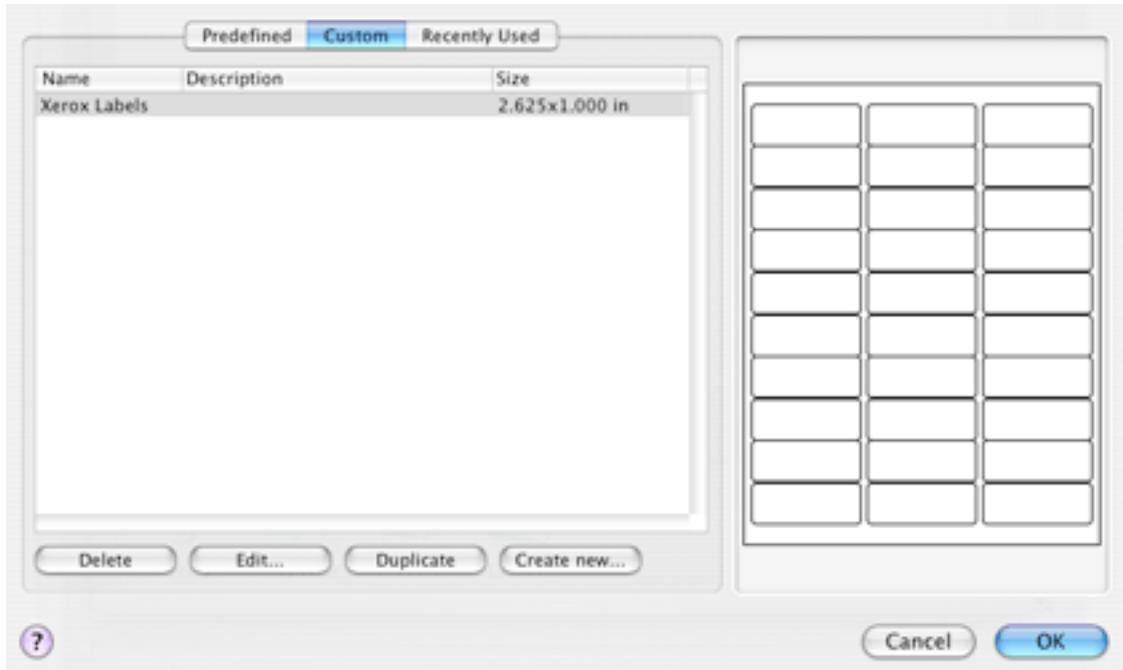 Predefined Custom Recently Used
Name Description Size
Xerox Labels 2.625x1.000 in
Delete Edit... Duplicate Create new...
? Cancel OK